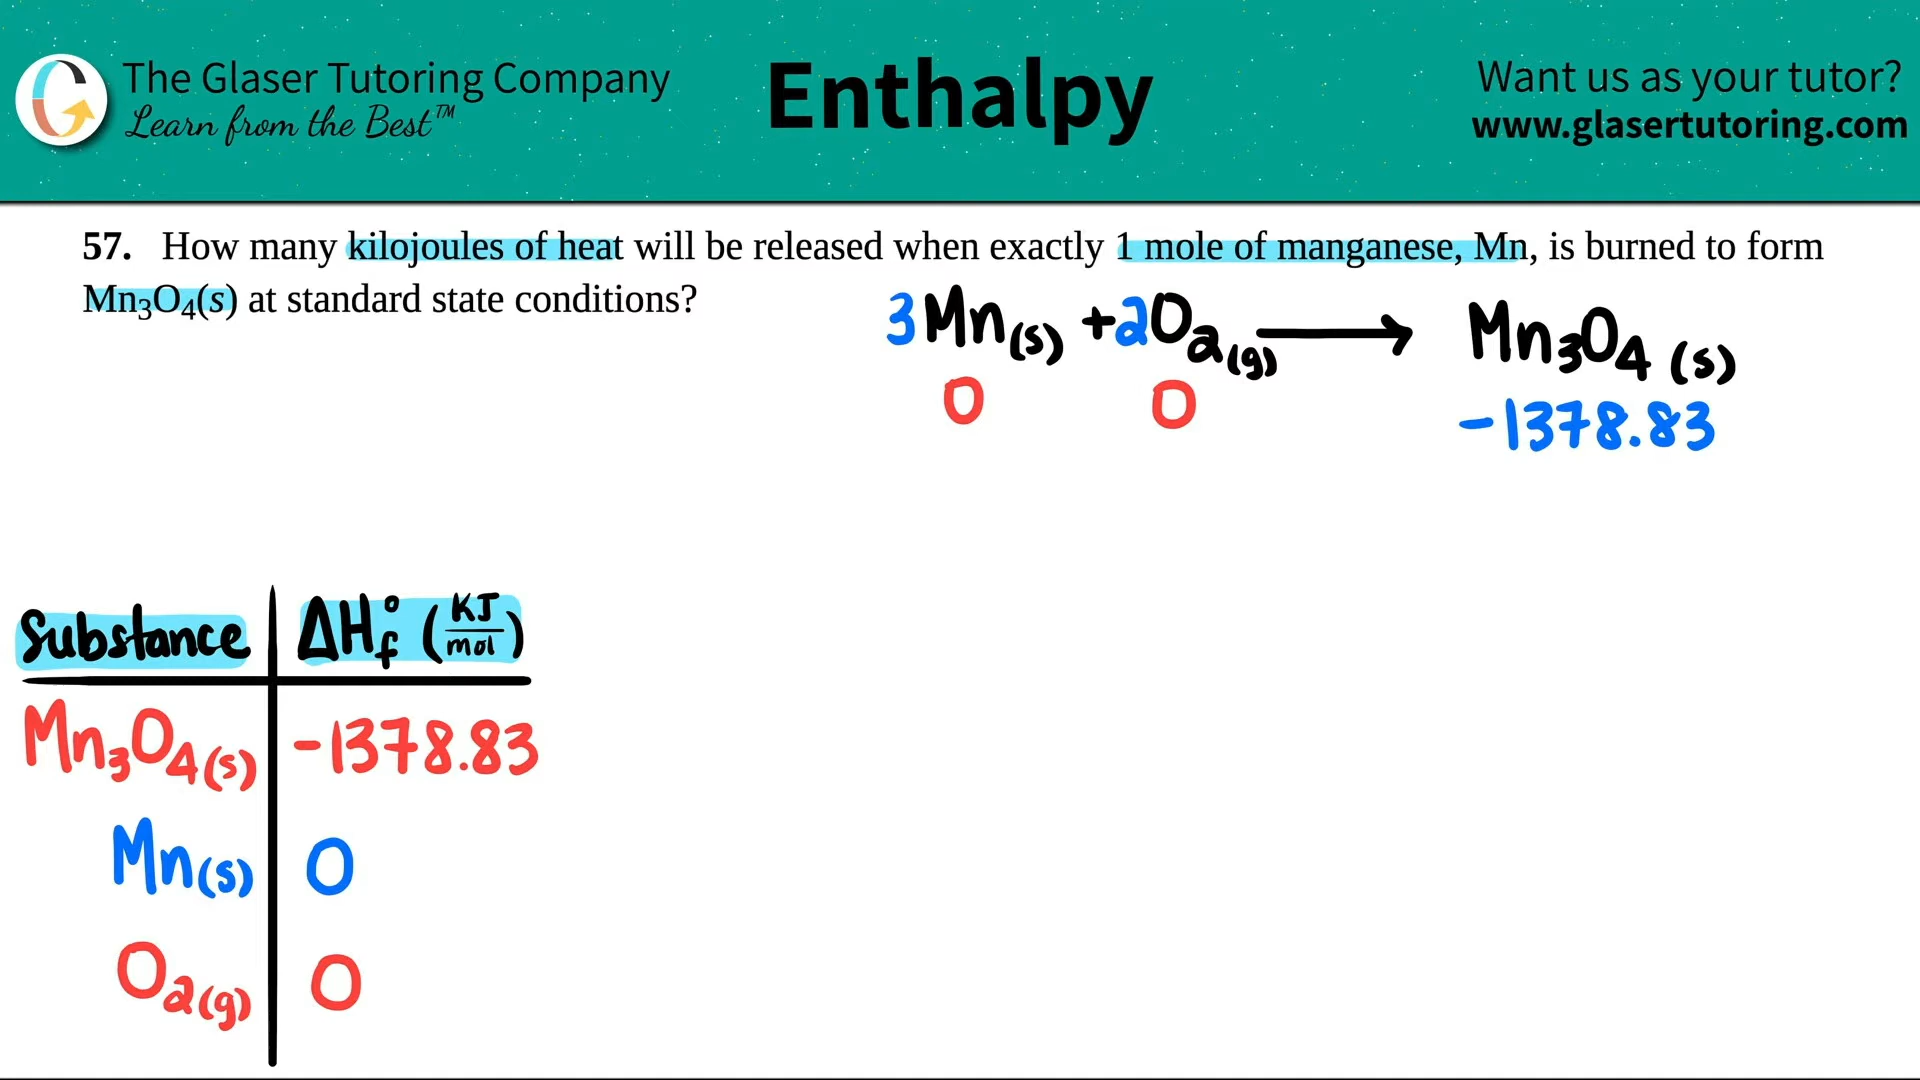 The Glaser Tutoring Company
Learn from the Best™
Enthalpy
Want us as your tutor?
www.glasertutoring.com
57. How many kilojoules of heat will be released when exactly 1 mole of manganese, Mn, is burned to form
Mn₃O₄(s) at standard state conditions?
3Mn(s) + 2O₂(g) ⟶ Mn₃O₄(s)
0 0 -1378.83
Substance ΔH°f (KJ/mol)
Mn₃O₄(s) -1378.83
Mn(s) 0
O₂(g) 0